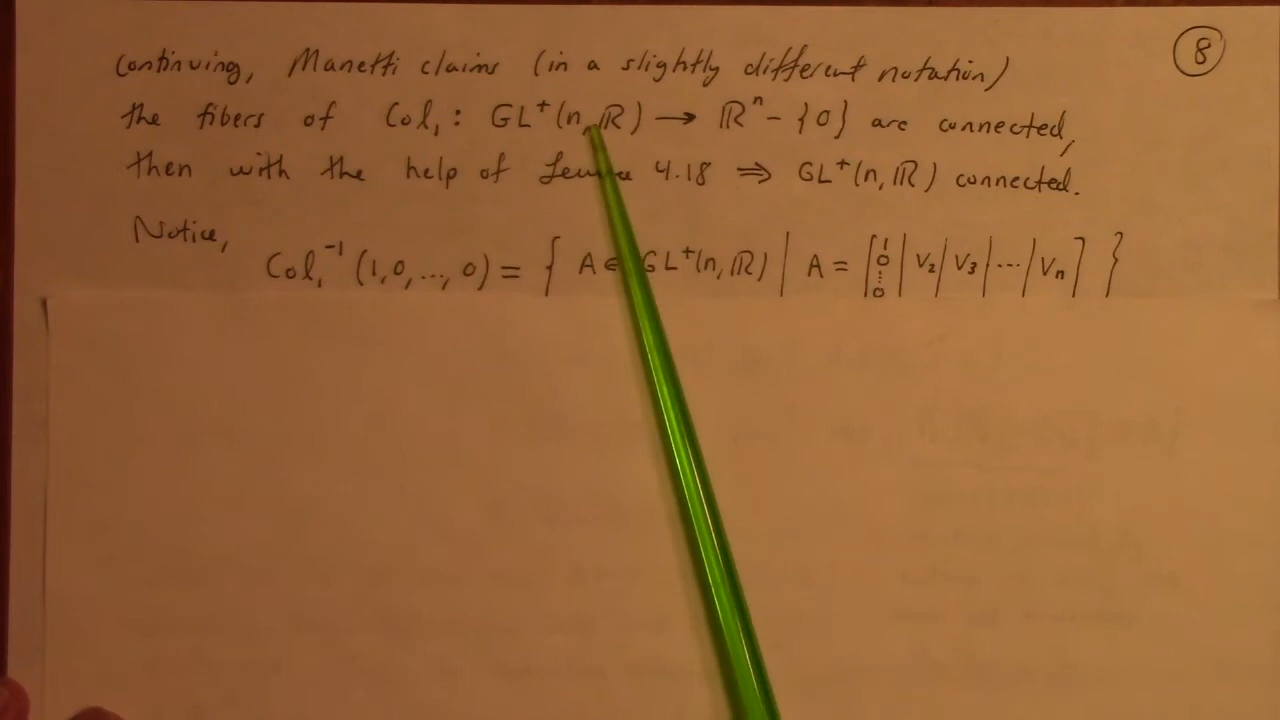 8
Continuing, Manetti claims (in a slightly different notation)
the fibers of Col₁ : GL⁺(n, ℝ) → ℝⁿ - {0} are connected,
then with the help of 4.18 ⇒ GL⁺(n, ℝ) connected.
Notice,
Col₁⁻¹(1,0,...,0) = { A ∈ GL⁺(n, ℝ) | A = [1 0 ⋮ 0 | V₂ | V₃ | ⋯ | Vₙ] }